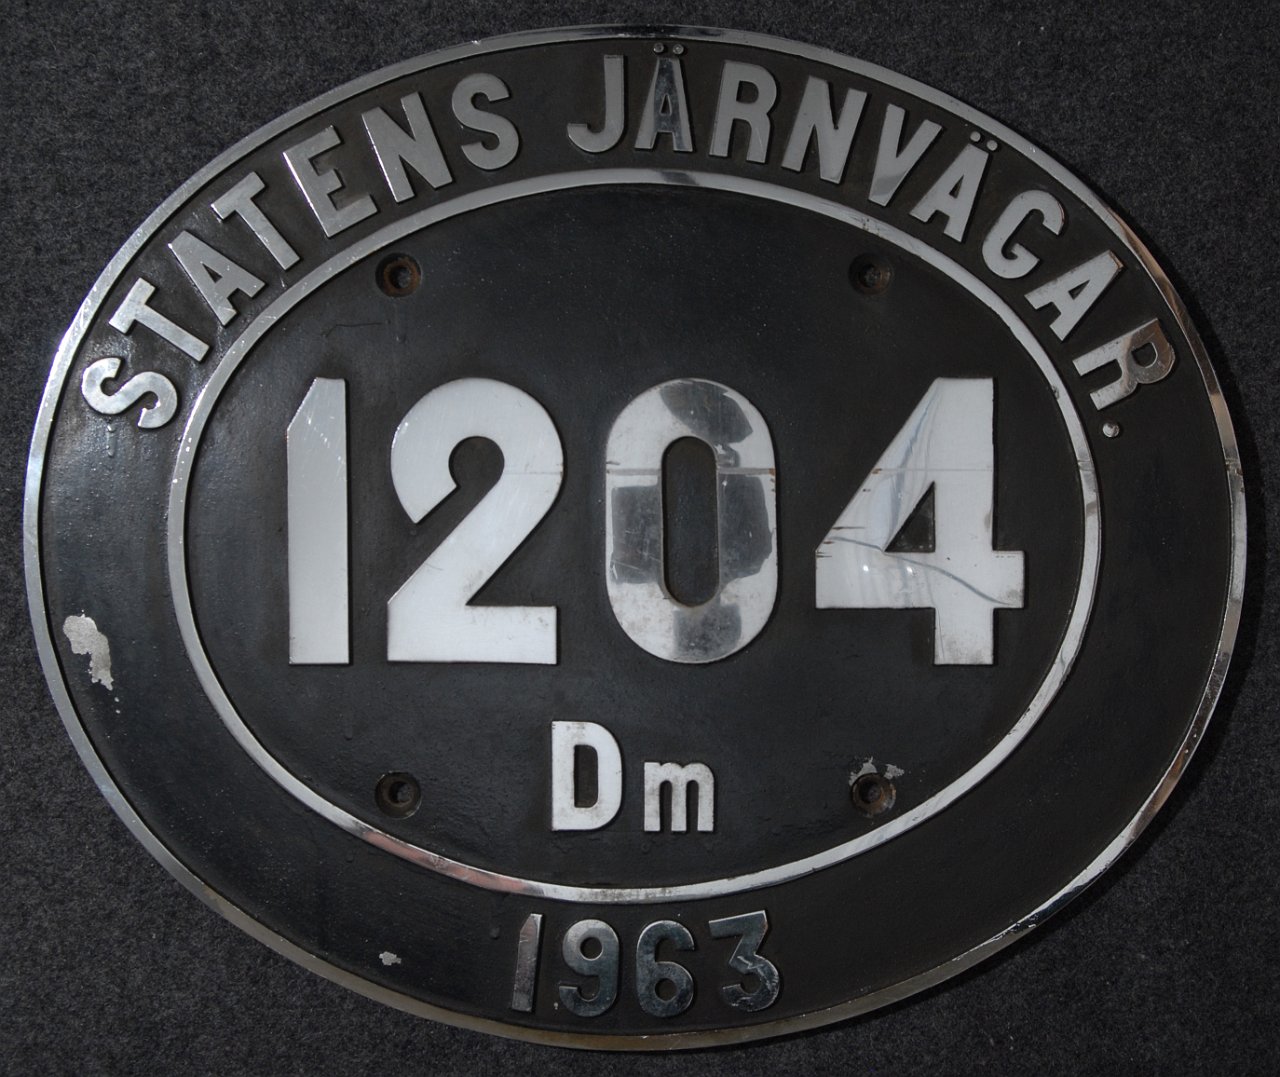 STATENS JÄRNVÄGAR.
1204
Dm
1963